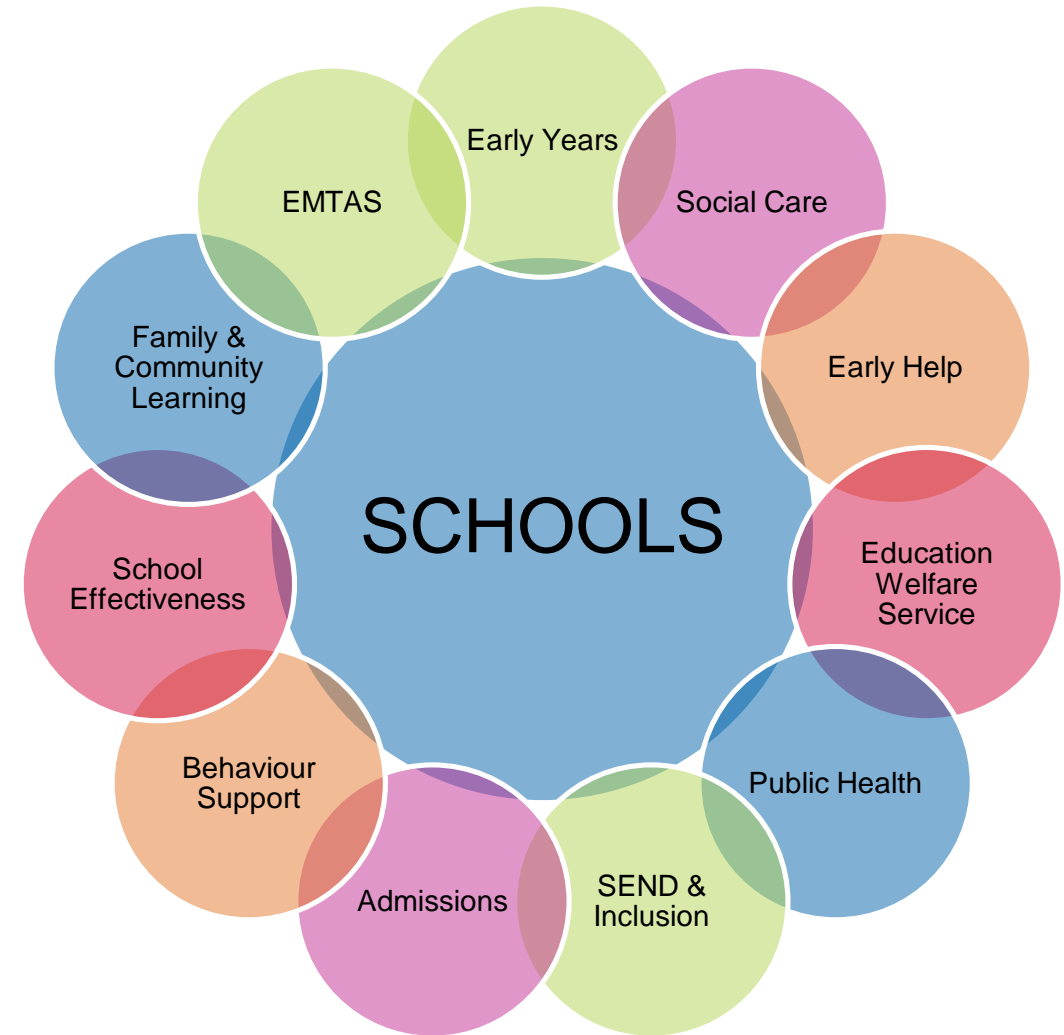 Early Years
Social Care
Early Help
Education
Welfare
Service
Public Health
SEND &
Inclusion
Admissions
Behaviour
Support
School
Effectiveness
Family &
Community
Learning
EMTAS
SCHOOLS